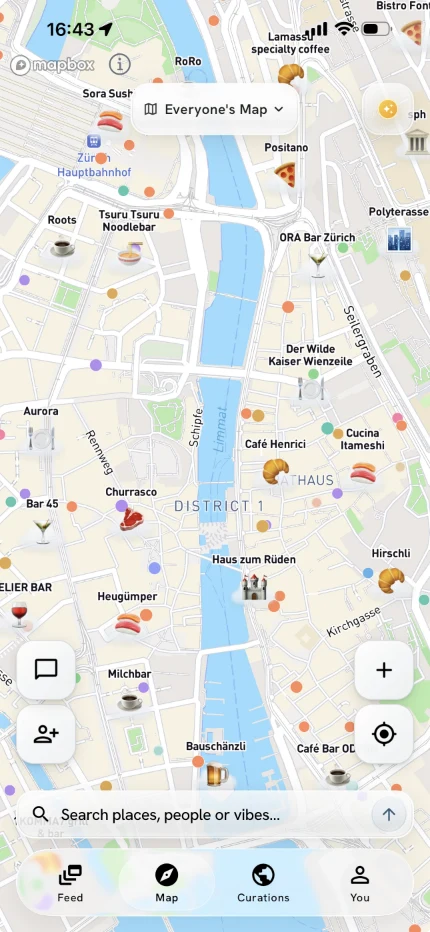 16:43
Bistro Font
Lamassu
specialty coffee
strasse
mapbox
RoRo
Sora Sush
Everyone's Map
sph
Zürich
Hauptbahnhof
Positano
Roots
Tsuru Tsuru
Noodlebar
Polyterasse
ORA Bar Zürich
Seilergraben
Der Wilde
Kaiser Wienzeile
Aurora
Schipfe
Limmat
Rennweg
Café Henrici
Cucina
Itameshi
ATHAUS
Churrasco
Bar 45
DISTRICT 1
Haus zum Rüden
Hirschli
ELIER BAR
Heugümper
Kirchgasse
Milchbar
Bauschänzli
Café Bar OD
Search places, people or vibes...
& bar
Feed
Map
Curations
You